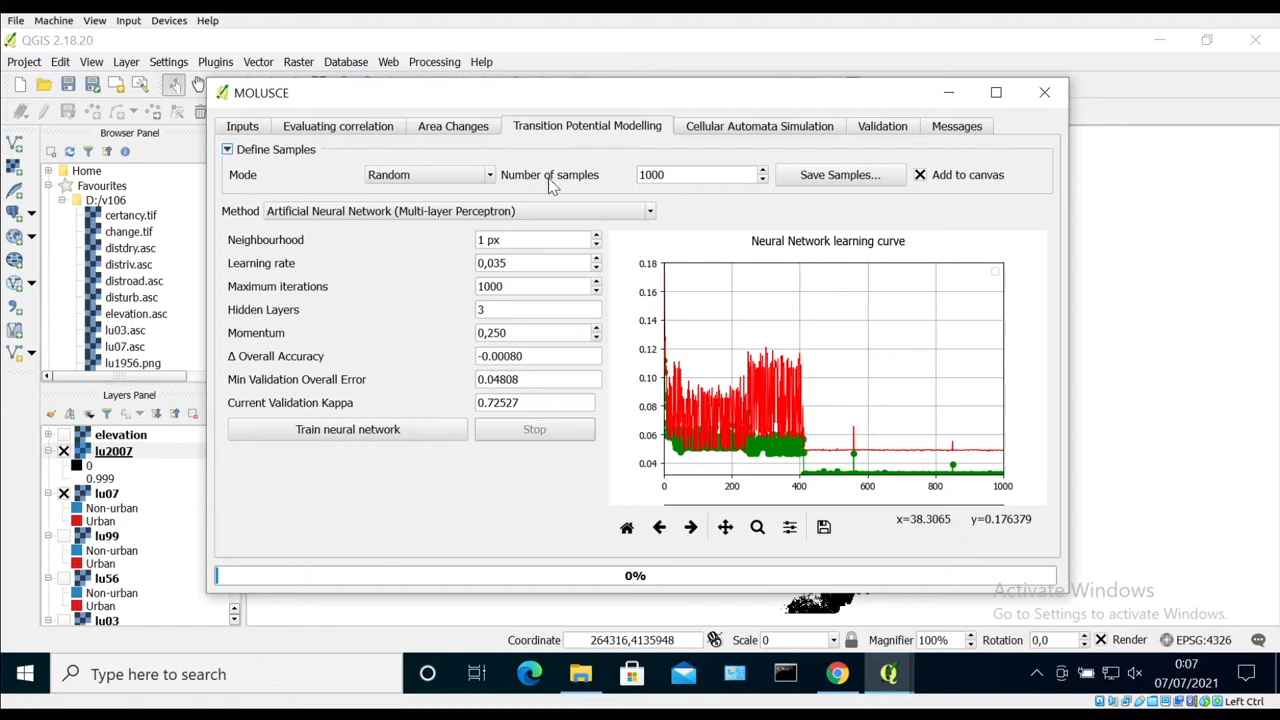 File Machine View Input Devices Help
QGIS 2.18.20
Project Edit View Layer Settings Plugins Vector Raster Database Web Processing Help
MOLUSCE
Inputs Evaluating correlation Area Changes Transition Potential Modelling Cellular Automata Simulation Validation Messages
Define Samples
Mode Random Number of samples 1000 Save Samples... Add to canvas
Method Artificial Neural Network (Multi-layer Perceptron)
Neighbourhood 1 px
Learning rate 0,035
Maximum iterations 1000
Hidden Layers 3
Momentum 0,250
Δ Overall Accuracy -0.00080
Min Validation Overall Error 0.04808
Current Validation Kappa 0.72527
Train neural network Stop
Neural Network learning curve
0.18
0.16
0.14
0.12
0.10
0.08
0.06
0.04
0 200 400 600 800 1000
x=38.3065 y=0.176379
0%
Browser Panel
Home
Favourites
D:/v106
certancy.tif
change.tif
distdry.asc
distriv.asc
distroad.asc
disturb.asc
elevation.asc
lu03.asc
lu07.asc
lu1956.png
Layers Panel
elevation
lu2007
0
0.999
lu07
Non-urban
Urban
lu99
Non-urban
Urban
lu56
Non-urban
Urban
lu03
Activate Windows
Go to Settings to activate Windows.
Coordinate 264316,4135948 Scale 0 Magnifier 100% Rotation 0,0 Render EPSG:4326
Type here to search
0:07
07/07/2021
Left Ctrl